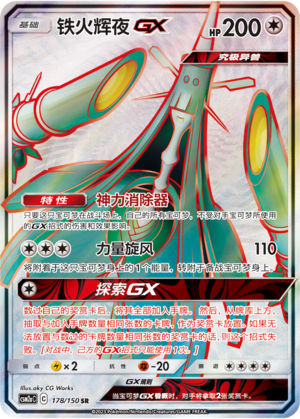 基础
铁火辉夜GX
HP 200
究极异兽
特性 神力消除器
只要这只宝可梦在战斗场上，自己的所有宝可梦，不受对手宝可梦所使用
的GX招式的伤害和效果影响。
力量旋风 110
将附着于这只宝可梦身上的1个能量，转附于备战宝可梦身上。
探索GX
数过自己的奖赏卡后，将其全部加入手牌。然后，从牌库上方，
抽取与加入手牌数量相同张数的卡牌，作为奖赏卡放置，如果无
法放置与数出的卡牌数量相同张数的奖赏卡的话，则这个招式失
败。[对战中，己方的GX招式只能使用1次。]
弱点 ×2 抗性 -20 撤退
Illus.aky CG Works
GX规则
CSM2a C C 178/150 SR
当宝可梦GX昏厥时，对手将拿取2张奖赏卡。
©2023 Pokémon/Nintendo/Creatures/GAME FREAK